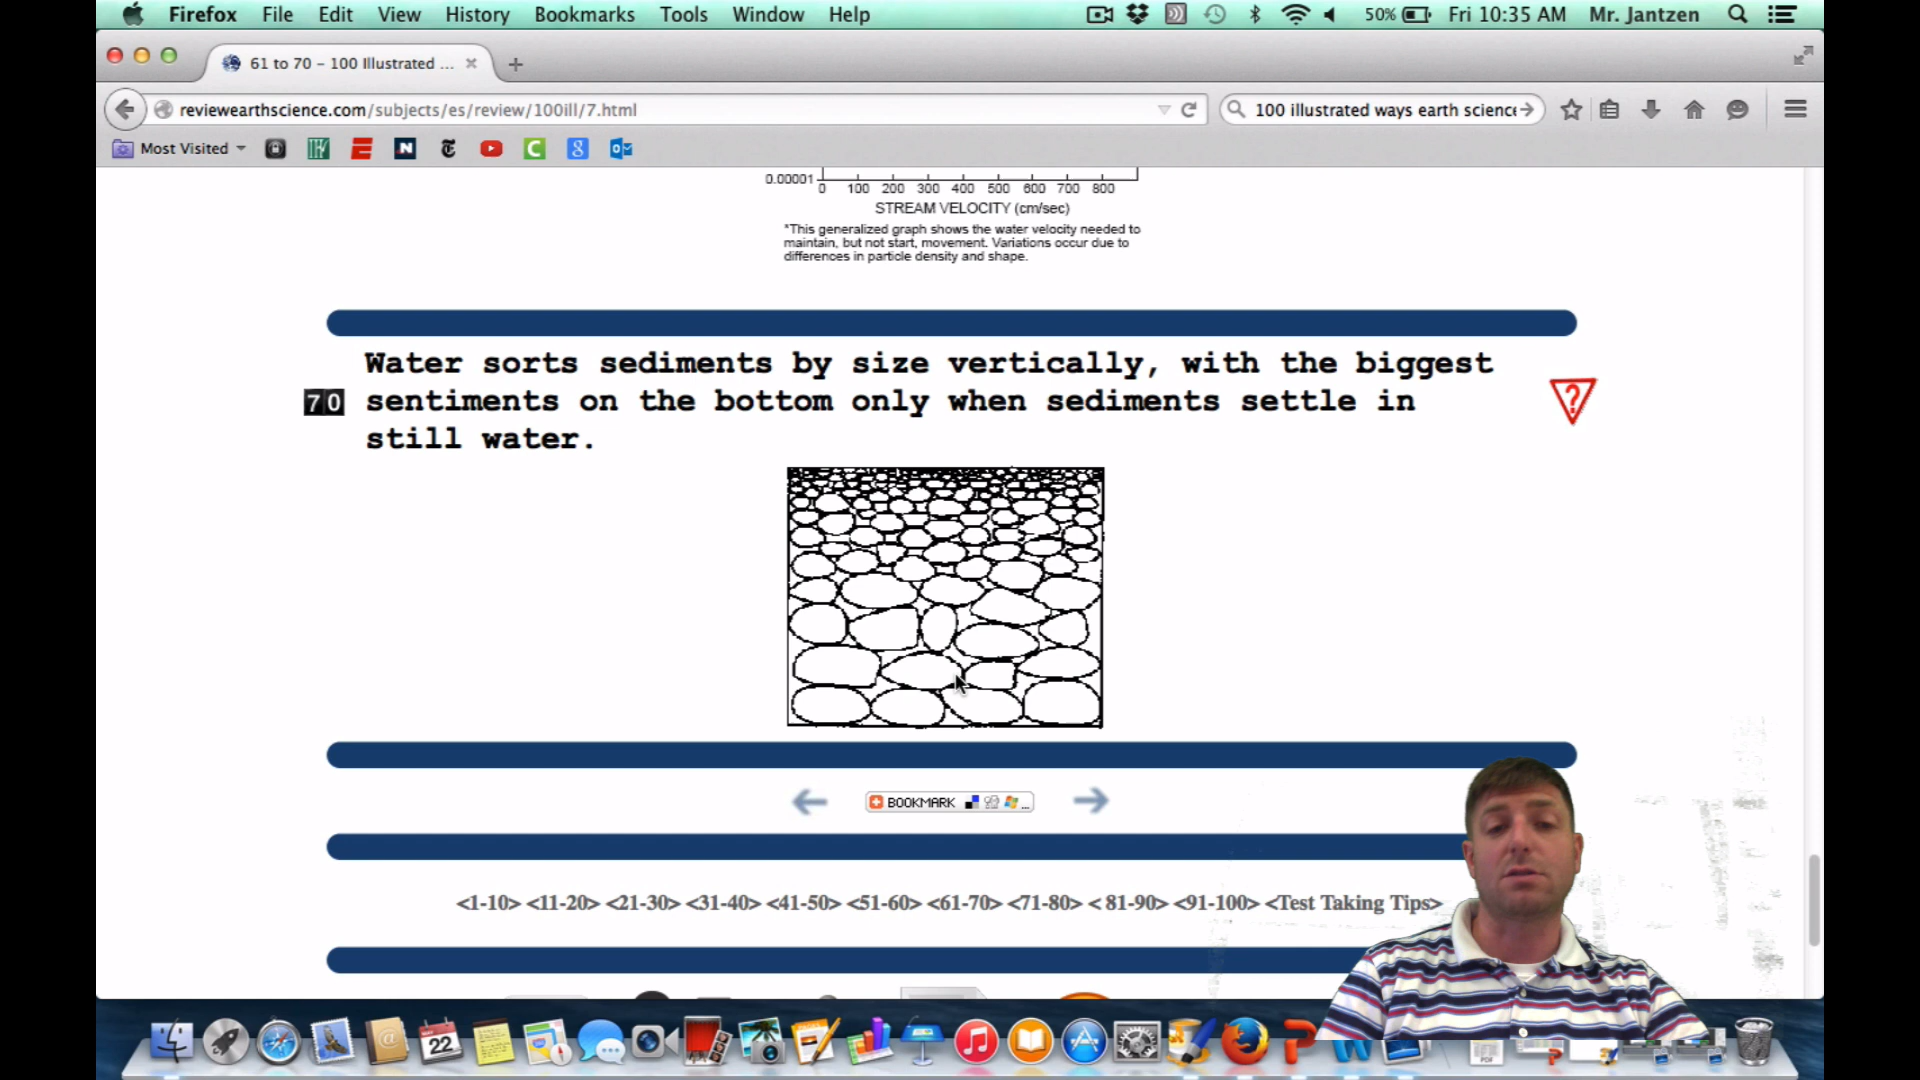 Firefox File Edit View History Bookmarks Tools Window Help 50% Fri 10:35 AM Mr. Jantzen
61 to 70 – 100 Illustrated ...
reviewearthscience.com/subjects/es/review/100ill/7.html 100 illustrated ways earth science
Most Visited
0.00001
0 100 200 300 400 500 600 700 800
STREAM VELOCITY (cm/sec)
*This generalized graph shows the water velocity needed to
maintain, but not start, movement. Variations occur due to
differences in particle density and shape.
Water sorts sediments by size vertically, with the biggest
70 sentiments on the bottom only when sediments settle in ?
still water.
BOOKMARK ...
<1-10> <11-20> <21-30> <31-40> <41-50> <51-60> <61-70> <71-80> < 81-90> <91-100> <Test Taking Tips>
22
PDF